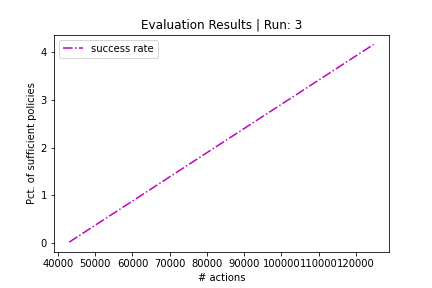 Evaluation Results | Run: 3
success rate
Pct. of sufficient policies
4
3
2
1
0
40000 50000 60000 70000 80000 90000 100000 110000 120000
# actions